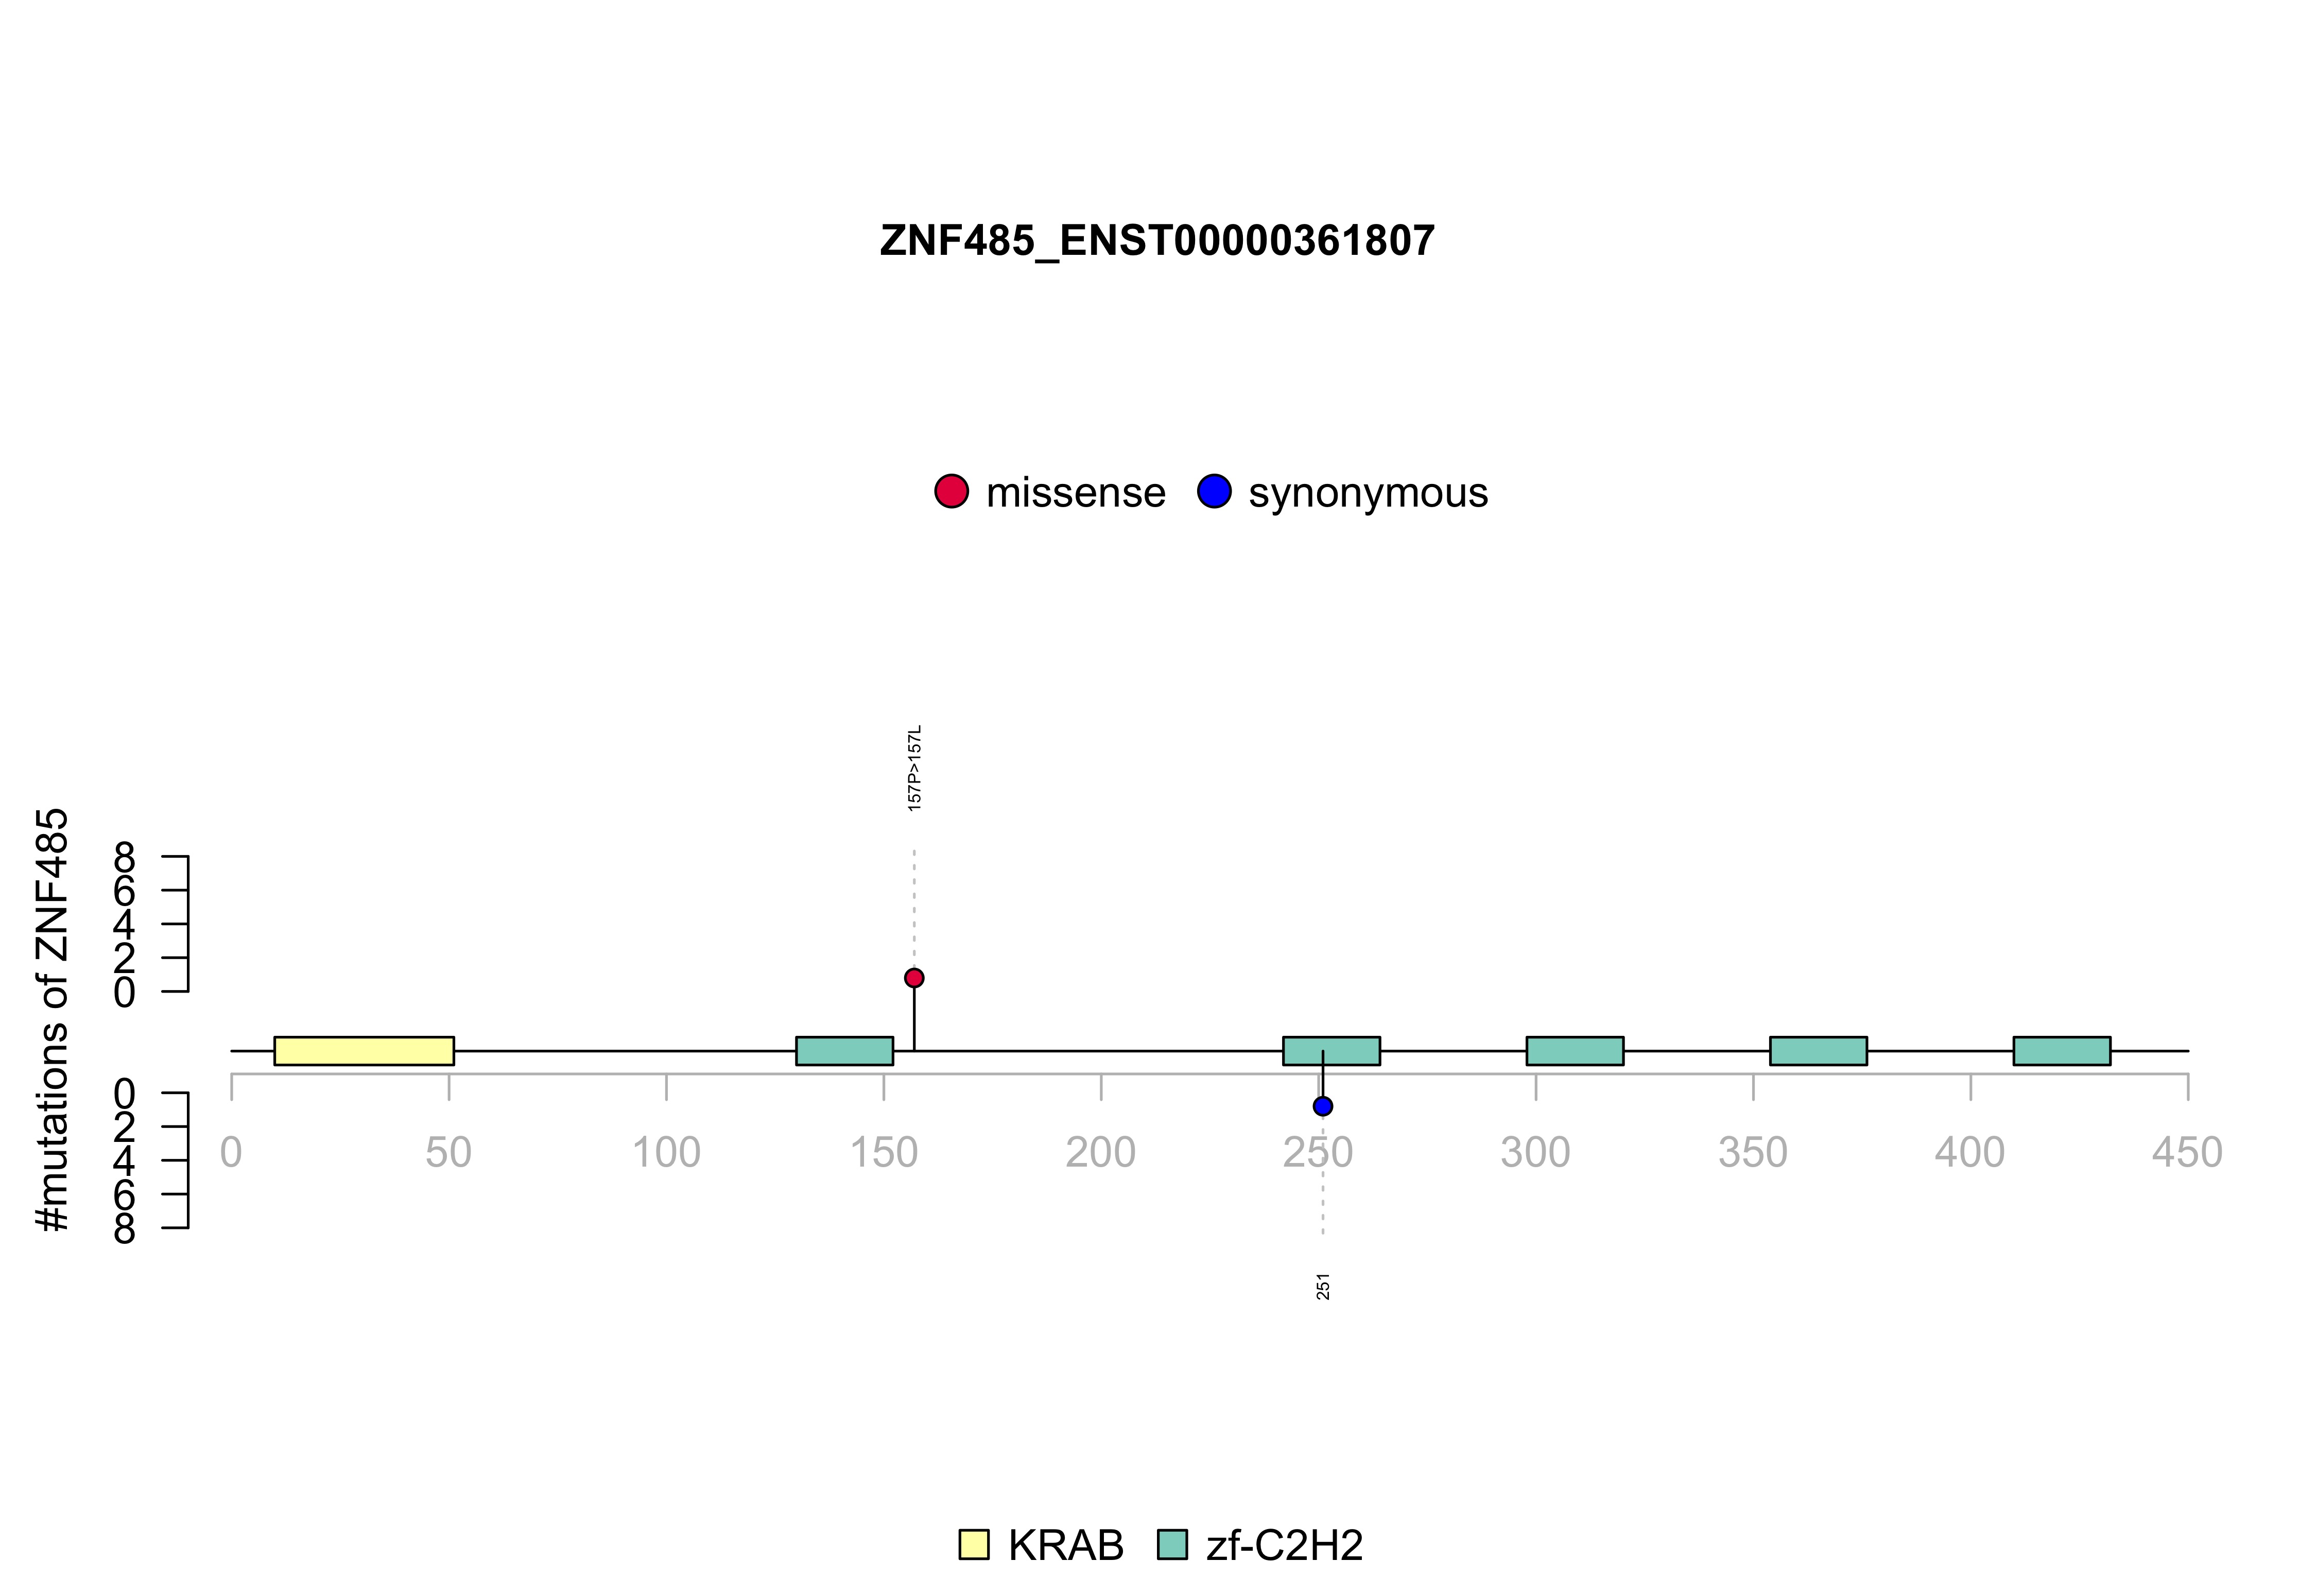 ZNF485_ENST00000361807
missense synonymous
157P>157L
#mutations of ZNF485
8
6
4
2
0
0
2
4
6
8
0 50 100 150 200 250 300 350 400 450
251
KRAB zf-C2H2